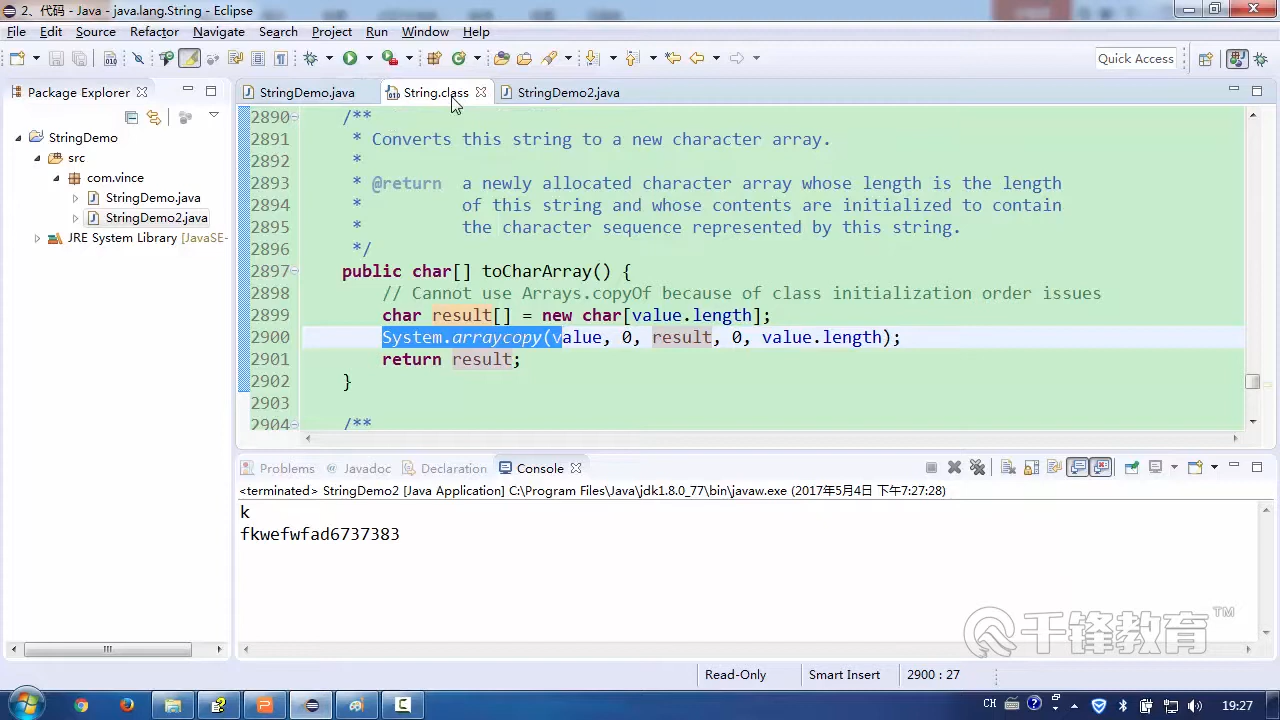 2、代码 - Java - java.lang.String - Eclipse
File Edit Source Refactor Navigate Search Project Run Window Help
Quick Access
Package Explorer
StringDemo
src
com.vince
StringDemo.java
StringDemo2.java
JRE System Library [JavaSE-
StringDemo.java String.class StringDemo2.java
2890 /**
2891 * Converts this string to a new character array.
2892 *
2893 * @return a newly allocated character array whose length is the length
2894 * of this string and whose contents are initialized to contain
2895 * the character sequence represented by this string.
2896 */
2897 public char[] toCharArray() {
2898 // Cannot use Arrays.copyOf because of class initialization order issues
2899 char result[] = new char[value.length];
2900 System.arraycopy(value, 0, result, 0, value.length);
2901 return result;
2902 }
2903
2904 /**
Problems @ Javadoc Declaration Console
<terminated> StringDemo2 [Java Application] C:\Program Files\Java\jdk1.8.0_77\bin\javaw.exe (2017年5月4日 下午7:27:28)
k
fkwefwfad6737383
千锋教育™
Read-Only Smart Insert 2900 : 27
CH 19:27